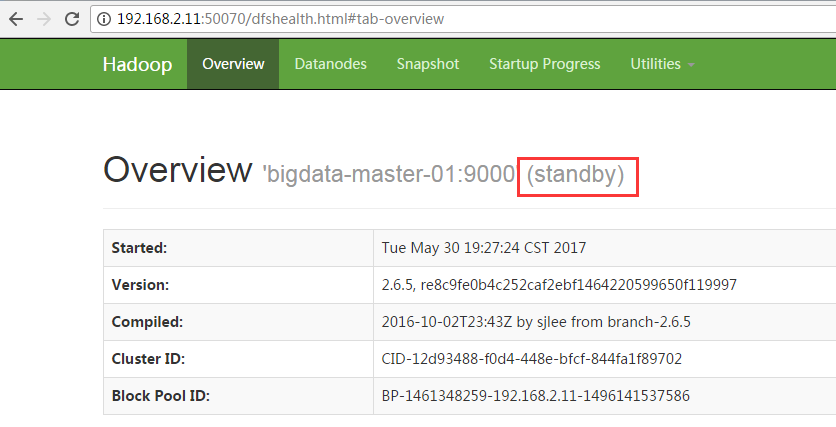 192.168.2.11:50070/dfshealth.html#tab-overview
Hadoop Overview Datanodes Snapshot Startup Progress Utilities
Overview 'bigdata-master-01:9000' (standby)
Started: Tue May 30 19:27:24 CST 2017
Version: 2.6.5, re8c9fe0b4c252caf2ebf1464220599650f119997
Compiled: 2016-10-02T23:43Z by sjlee from branch-2.6.5
Cluster ID: CID-12d93488-f0d4-448e-bfcf-844fa1f89702
Block Pool ID: BP-1461348259-192.168.2.11-1496141537586